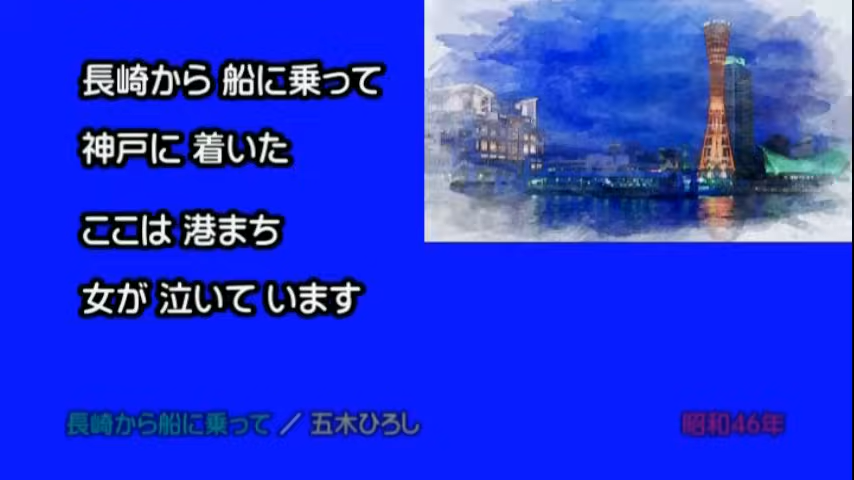 長崎から 船に乗って
神戸に 着いた
ここは 港まち
女が 泣いて います
長崎から船に乗って ／ 五木ひろし
昭和46年